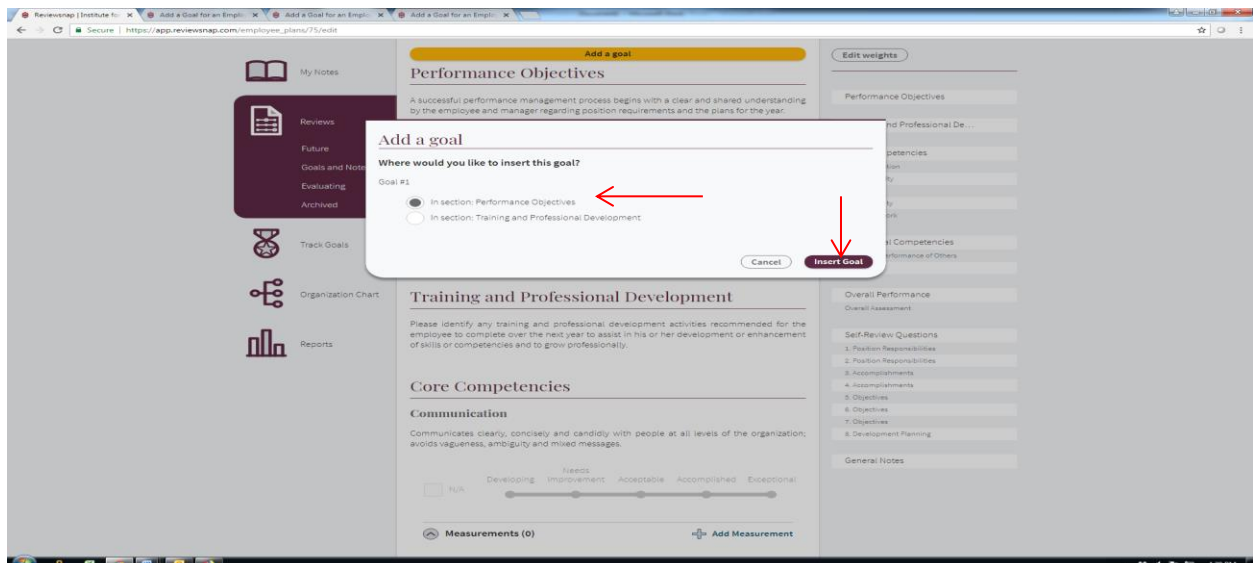 Reviewsnap | Institute for
Add a Goal for an Emplo
Add a Goal for an Emplo
Add a Goal for an Emplo
Secure | https://app.reviewsnap.com/employee_plans/75/edit
My Notes
Reviews
Future
Goals and Note
Evaluating
Archived
Track Goals
Organization Chart
Reports
Add a goal
Performance Objectives
A successful performance management process begins with a clear and shared understanding
by the employee and manager regarding position requirements and the plans for the year.
Add a goal
Where would you like to insert this goal?
Goal #1
In section: Performance Objectives
In section: Training and Professional Development
Cancel
Insert Goal
Training and Professional Development
Please identify any training and professional development activities recommended for the
employee to complete over the next year to assist in his or her development or enhancement
of skills or competencies and to grow professionally.
Core Competencies
Communication
Communicates clearly, concisely and candidly with people at all levels of the organization;
avoids vagueness, ambiguity and mixed messages.
N/A
Developing
Needs
Improvement
Acceptable
Accomplished
Exceptional
Measurements (0)
Add Measurement
Edit weights
Performance Objectives
nd Professional De...
petencies
al Competencies
erformance of Others
Overall Performance
Overall Assessment
Self-Review Questions
1. Position Responsibilities
2. Position Responsibilities
3. Accomplishments
4. Accomplishments
5. Objectives
6. Objectives
7. Objectives
8. Development Planning
General Notes